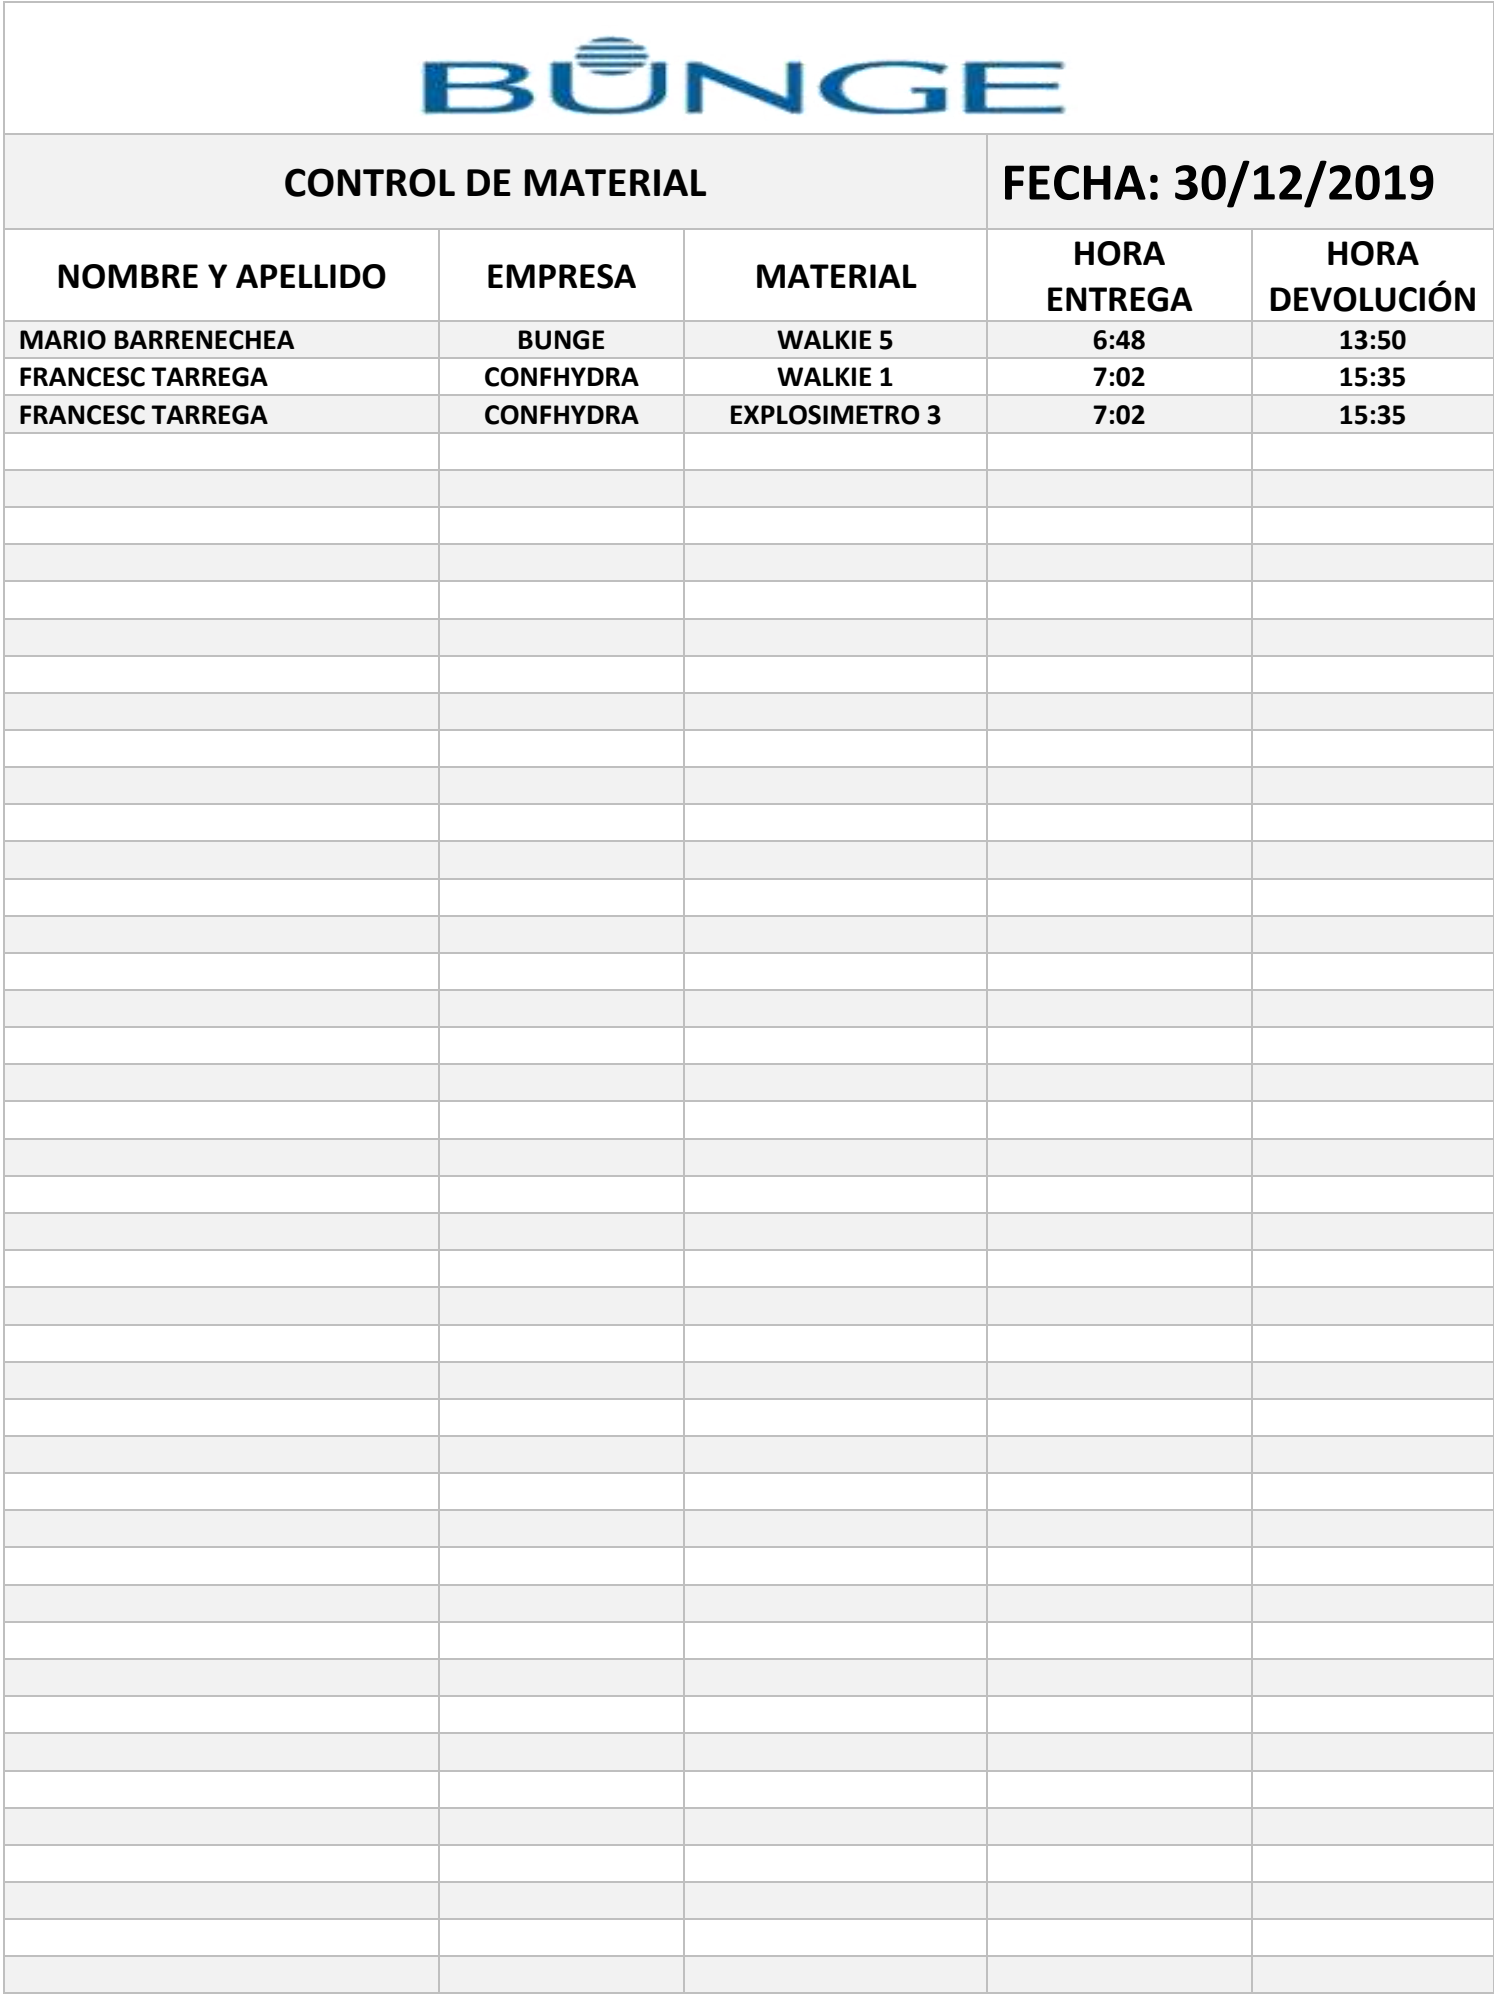 BUNGE
CONTROL DE MATERIAL FECHA: 30/12/2019
NOMBRE Y APELLIDO EMPRESA MATERIAL HORA ENTREGA HORA DEVOLUCIÓN
MARIO BARRENECHEA BUNGE WALKIE 5 6:48 13:50
FRANCESC TARREGA CONFHYDRA WALKIE 1 7:02 15:35
FRANCESC TARREGA CONFHYDRA EXPLOSIMETRO 3 7:02 15:35